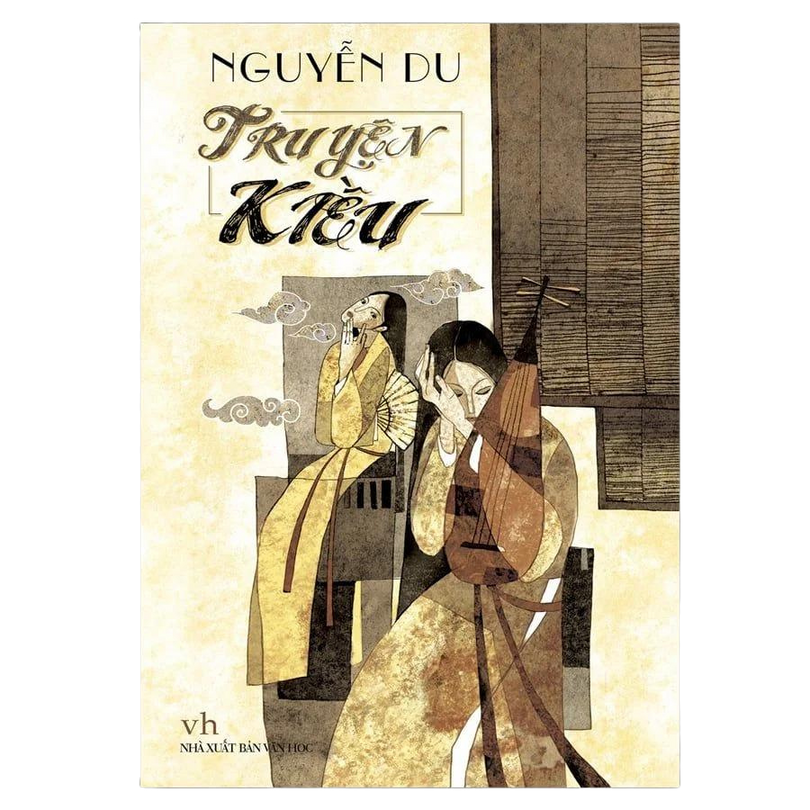 NGUYỄN DU
TRUYỆN
KIỀU
vh
NHÀ XUẤT BẢN VĂN HỌC